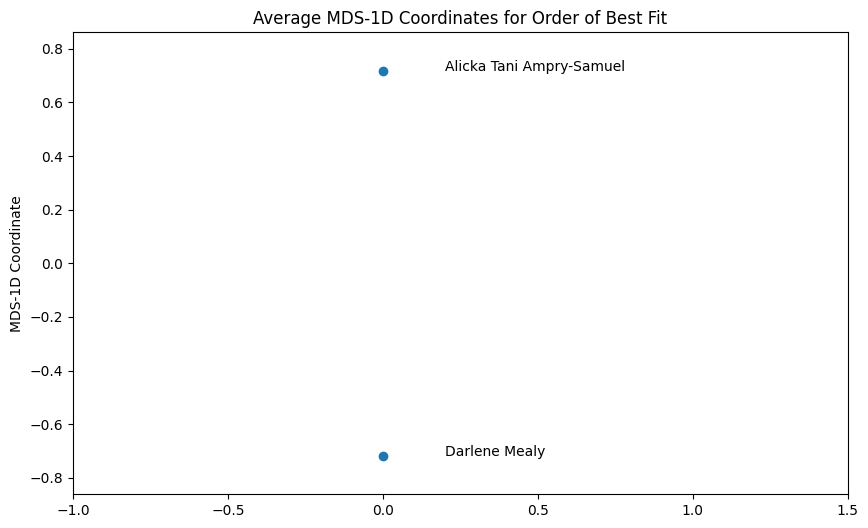 Average MDS-1D Coordinates for Order of Best Fit
0.8
Alicka Tani Ampry-Samuel
0.6
0.4
0.2
MDS-1D Coordinate
0.0
−0.2
−0.4
−0.6
Darlene Mealy
−0.8
−1.0 −0.5 0.0 0.5 1.0 1.5